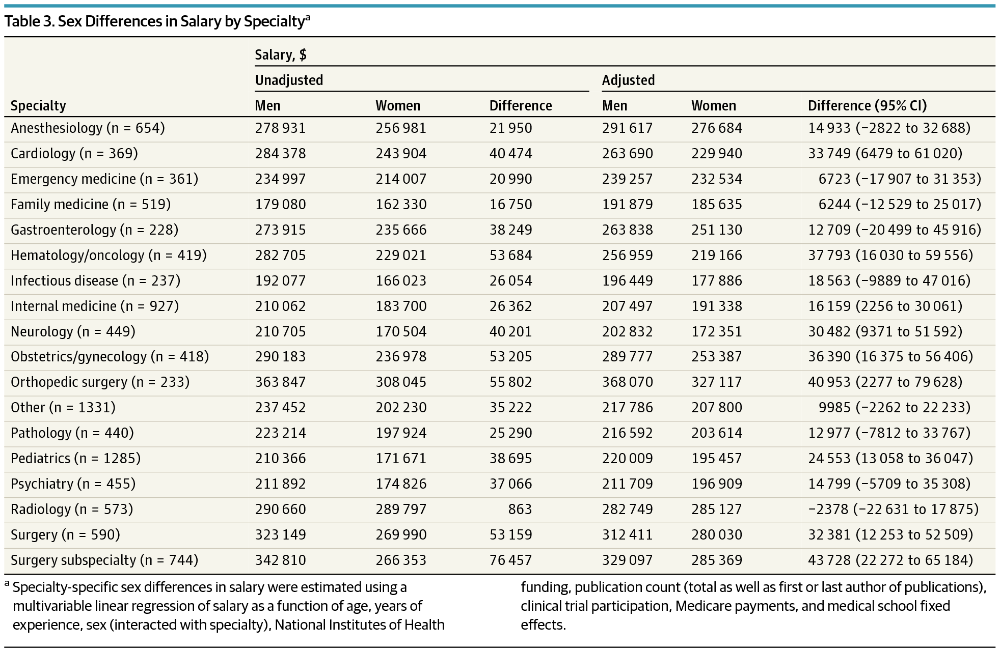 Table 3. Sex Differences in Salary by Specialtyᵃ
Salary, $
Unadjusted Adjusted
Specialty Men Women Difference Men Women Difference (95% CI)
Anesthesiology (n = 654) 278 931 256 981 21 950 291 617 276 684 14 933 (−2822 to 32 688)
Cardiology (n = 369) 284 378 243 904 40 474 263 690 229 940 33 749 (6479 to 61 020)
Emergency medicine (n = 361) 234 997 214 007 20 990 239 257 232 534 6723 (−17 907 to 31 353)
Family medicine (n = 519) 179 080 162 330 16 750 191 879 185 635 6244 (−12 529 to 25 017)
Gastroenterology (n = 228) 273 915 235 666 38 249 263 838 251 130 12 709 (−20 499 to 45 916)
Hematology/oncology (n = 419) 282 705 229 021 53 684 256 959 219 166 37 793 (16 030 to 59 556)
Infectious disease (n = 237) 192 077 166 023 26 054 196 449 177 886 18 563 (−9889 to 47 016)
Internal medicine (n = 927) 210 062 183 700 26 362 207 497 191 338 16 159 (2256 to 30 061)
Neurology (n = 449) 210 705 170 504 40 201 202 832 172 351 30 482 (9371 to 51 592)
Obstetrics/gynecology (n = 418) 290 183 236 978 53 205 289 777 253 387 36 390 (16 375 to 56 406)
Orthopedic surgery (n = 233) 363 847 308 045 55 802 368 070 327 117 40 953 (2277 to 79 628)
Other (n = 1331) 237 452 202 230 35 222 217 786 207 800 9985 (−2262 to 22 233)
Pathology (n = 440) 223 214 197 924 25 290 216 592 203 614 12 977 (−7812 to 33 767)
Pediatrics (n = 1285) 210 366 171 671 38 695 220 009 195 457 24 553 (13 058 to 36 047)
Psychiatry (n = 455) 211 892 174 826 37 066 211 709 196 909 14 799 (−5709 to 35 308)
Radiology (n = 573) 290 660 289 797 863 282 749 285 127 −2378 (−22 631 to 17 875)
Surgery (n = 590) 323 149 269 990 53 159 312 411 280 030 32 381 (12 253 to 52 509)
Surgery subspecialty (n = 744) 342 810 266 353 76 457 329 097 285 369 43 728 (22 272 to 65 184)
ᵃ Specialty-specific sex differences in salary were estimated using a
multivariable linear regression of salary as a function of age, years of
experience, sex (interacted with specialty), National Institutes of Health
funding, publication count (total as well as first or last author of publications),
clinical trial participation, Medicare payments, and medical school fixed
effects.